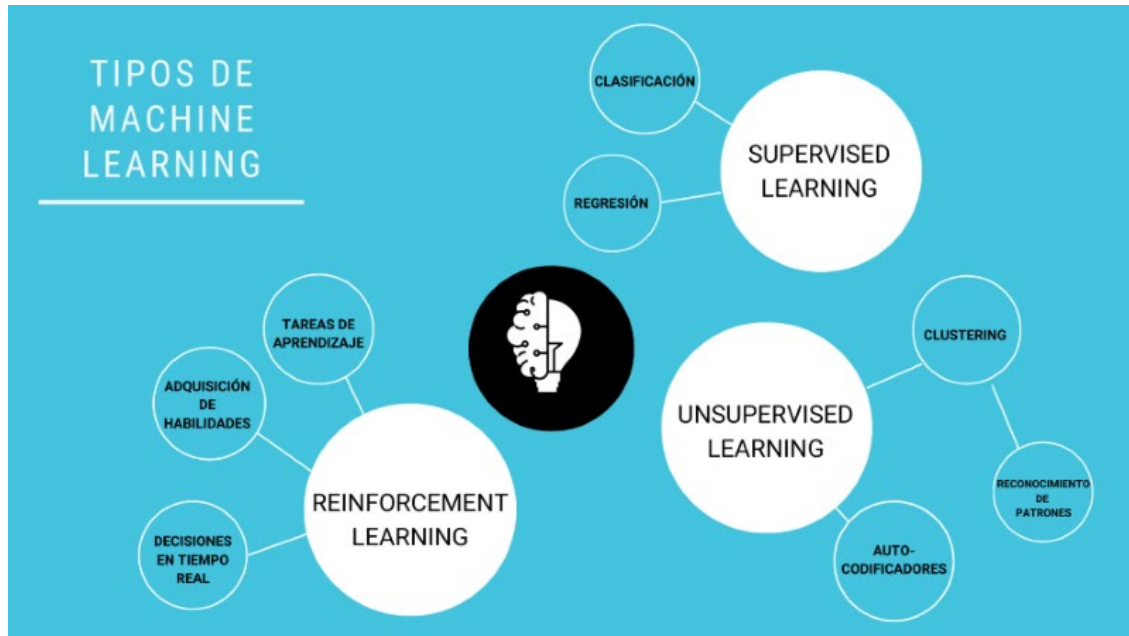 TIPOS DE
MACHINE
LEARNING
CLASIFICACIÓN
REGRESIÓN
SUPERVISED
LEARNING
TAREAS DE
APRENDIZAJE
ADQUISICIÓN
DE
HABILIDADES
DECISIONES
EN TIEMPO
REAL
REINFORCEMENT
LEARNING
UNSUPERVISED
LEARNING
CLUSTERING
RECONOCIMIENTO
DE
PATRONES
AUTO-
CODIFICADORES